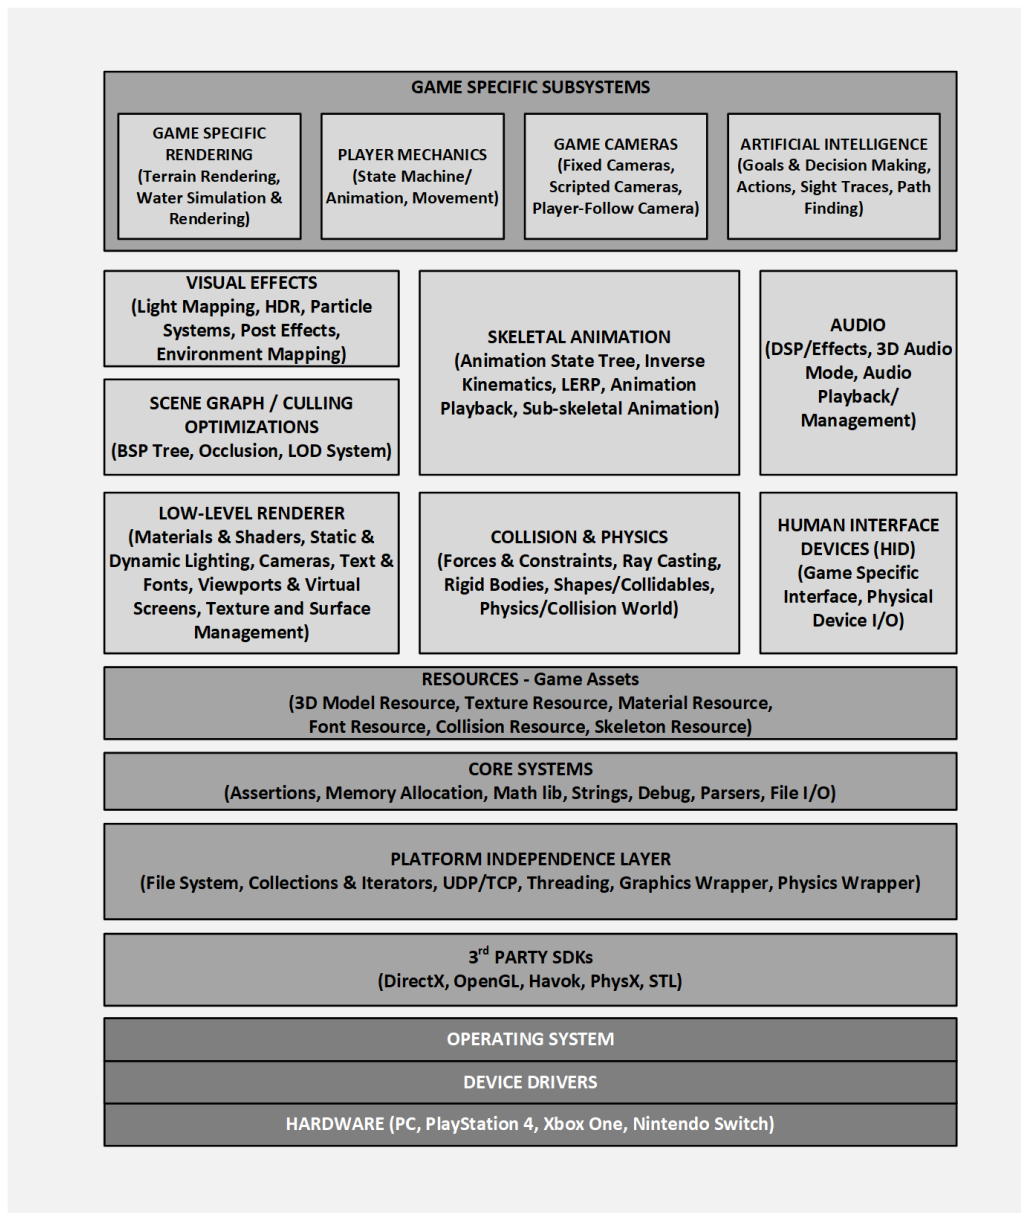 GAME SPECIFIC SUBSYSTEMS
GAME SPECIFIC
RENDERING
(Terrain Rendering,
Water Simulation &
Rendering)
PLAYER MECHANICS
(State Machine/
Animation, Movement)
GAME CAMERAS
(Fixed Cameras,
Scripted Cameras,
Player-Follow Camera)
ARTIFICIAL INTELLIGENCE
(Goals & Decision Making,
Actions, Sight Traces, Path
Finding)
VISUAL EFFECTS
(Light Mapping, HDR, Particle
Systems, Post Effects,
Environment Mapping)
SCENE GRAPH / CULLING
OPTIMIZATIONS
(BSP Tree, Occlusion, LOD System)
SKELETAL ANIMATION
(Animation State Tree, Inverse
Kinematics, LERP, Animation
Playback, Sub-skeletal Animation)
AUDIO
(DSP/Effects, 3D Audio
Mode, Audio
Playback/
Management)
LOW-LEVEL RENDERER
(Materials & Shaders, Static &
Dynamic Lighting, Cameras, Text &
Fonts, Viewports & Virtual
Screens, Texture and Surface
Management)
COLLISION & PHYSICS
(Forces & Constraints, Ray Casting,
Rigid Bodies, Shapes/Collidables,
Physics/Collision World)
HUMAN INTERFACE
DEVICES (HID)
(Game Specific
Interface, Physical
Device I/O)
RESOURCES - Game Assets
(3D Model Resource, Texture Resource, Material Resource,
Font Resource, Collision Resource, Skeleton Resource)
CORE SYSTEMS
(Assertions, Memory Allocation, Math lib, Strings, Debug, Parsers, File I/O)
PLATFORM INDEPENDENCE LAYER
(File System, Collections & Iterators, UDP/TCP, Threading, Graphics Wrapper, Physics Wrapper)
3rd PARTY SDKs
(DirectX, OpenGL, Havok, PhysX, STL)
OPERATING SYSTEM
DEVICE DRIVERS
HARDWARE (PC, PlayStation 4, Xbox One, Nintendo Switch)